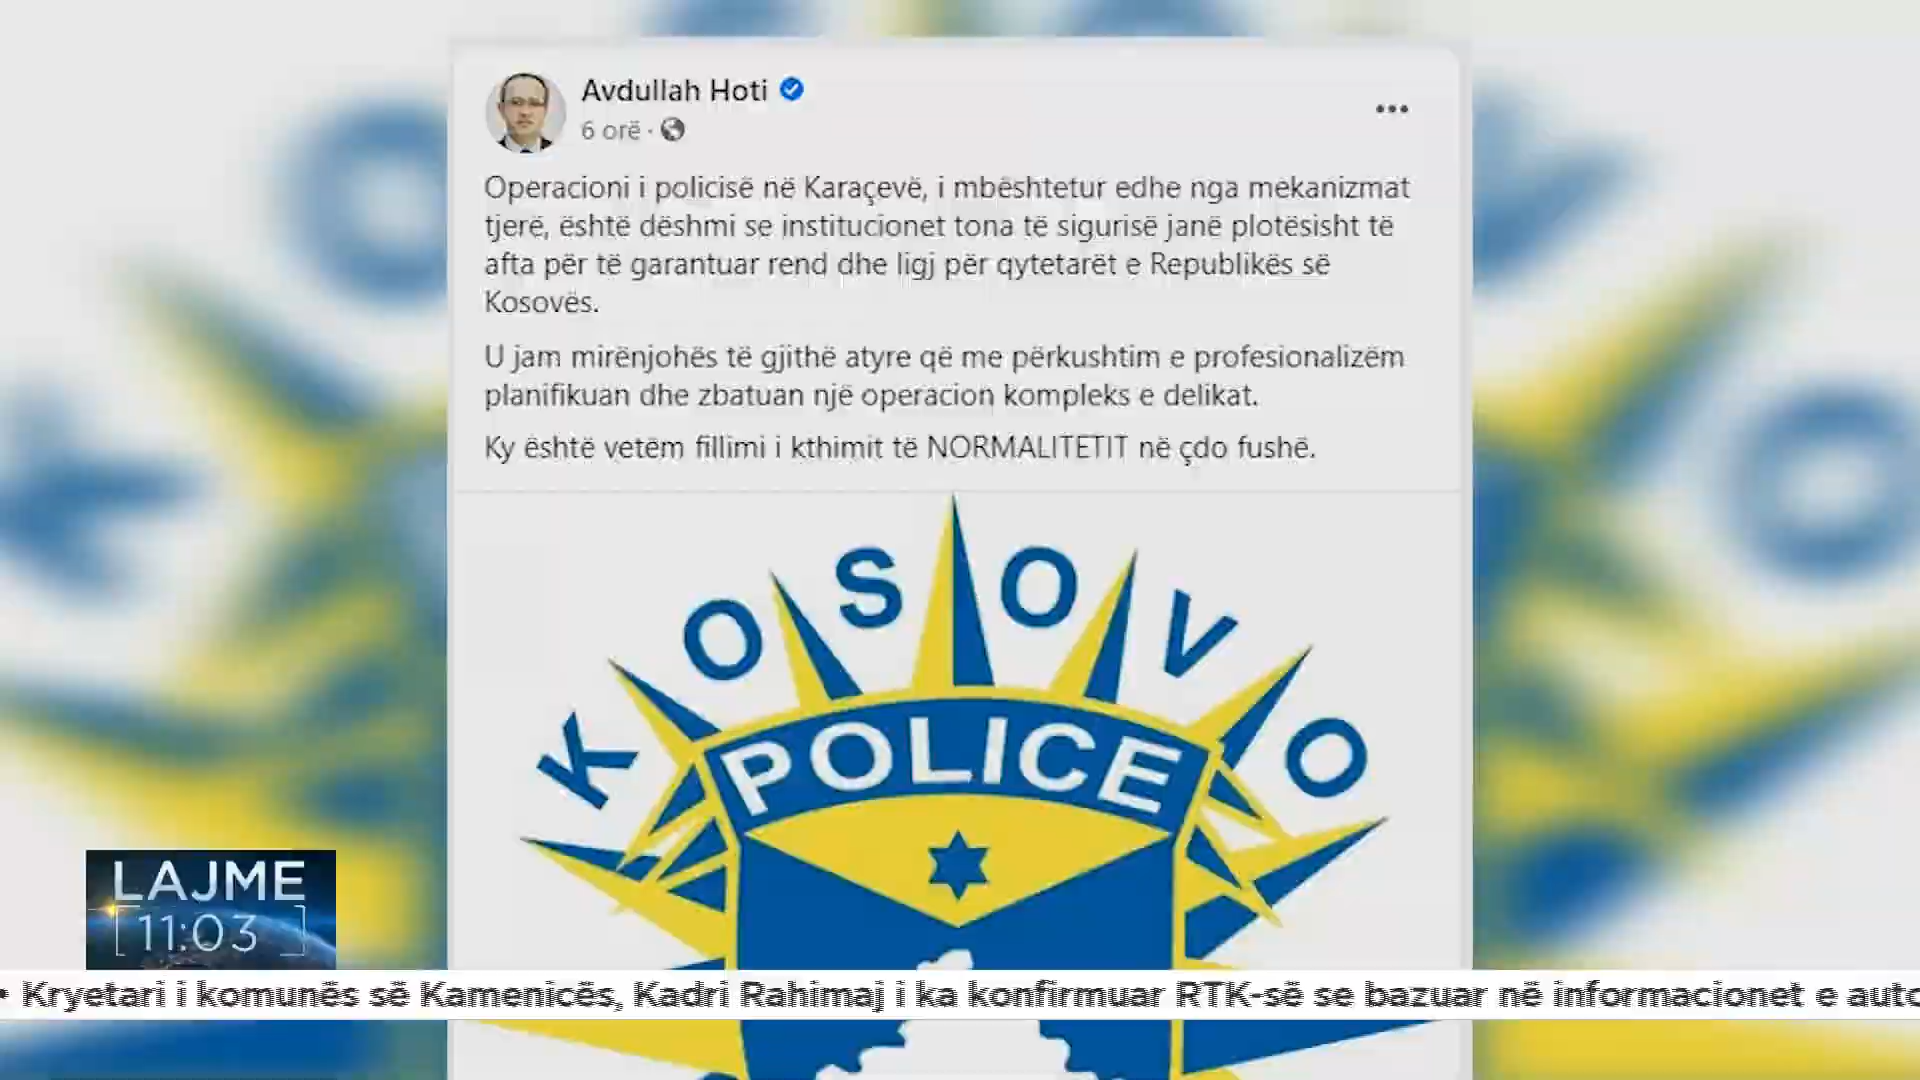 Avdullah Hoti
6 orë ·
Operacioni i policisë në Karaçevë, i mbështetur edhe nga mekanizmat
tjerë, është dëshmi se institucionet tona të sigurisë janë plotësisht të
afta për të garantuar rend dhe ligj për qytetarët e Republikës së
Kosovës.
U jam mirënjohës të gjithë atyre që me përkushtim e profesionalizëm
planifikuan dhe zbatuan një operacion kompleks e delikat.
Ky është vetëm fillimi i kthimit të NORMALITETIT në çdo fushë.
KOSOVO
POLICE
LAJME
11:03
• Kryetari i komunës së Kamenicës, Kadri Rahimaj i ka konfirmuar RTK-së se bazuar në informacionet e